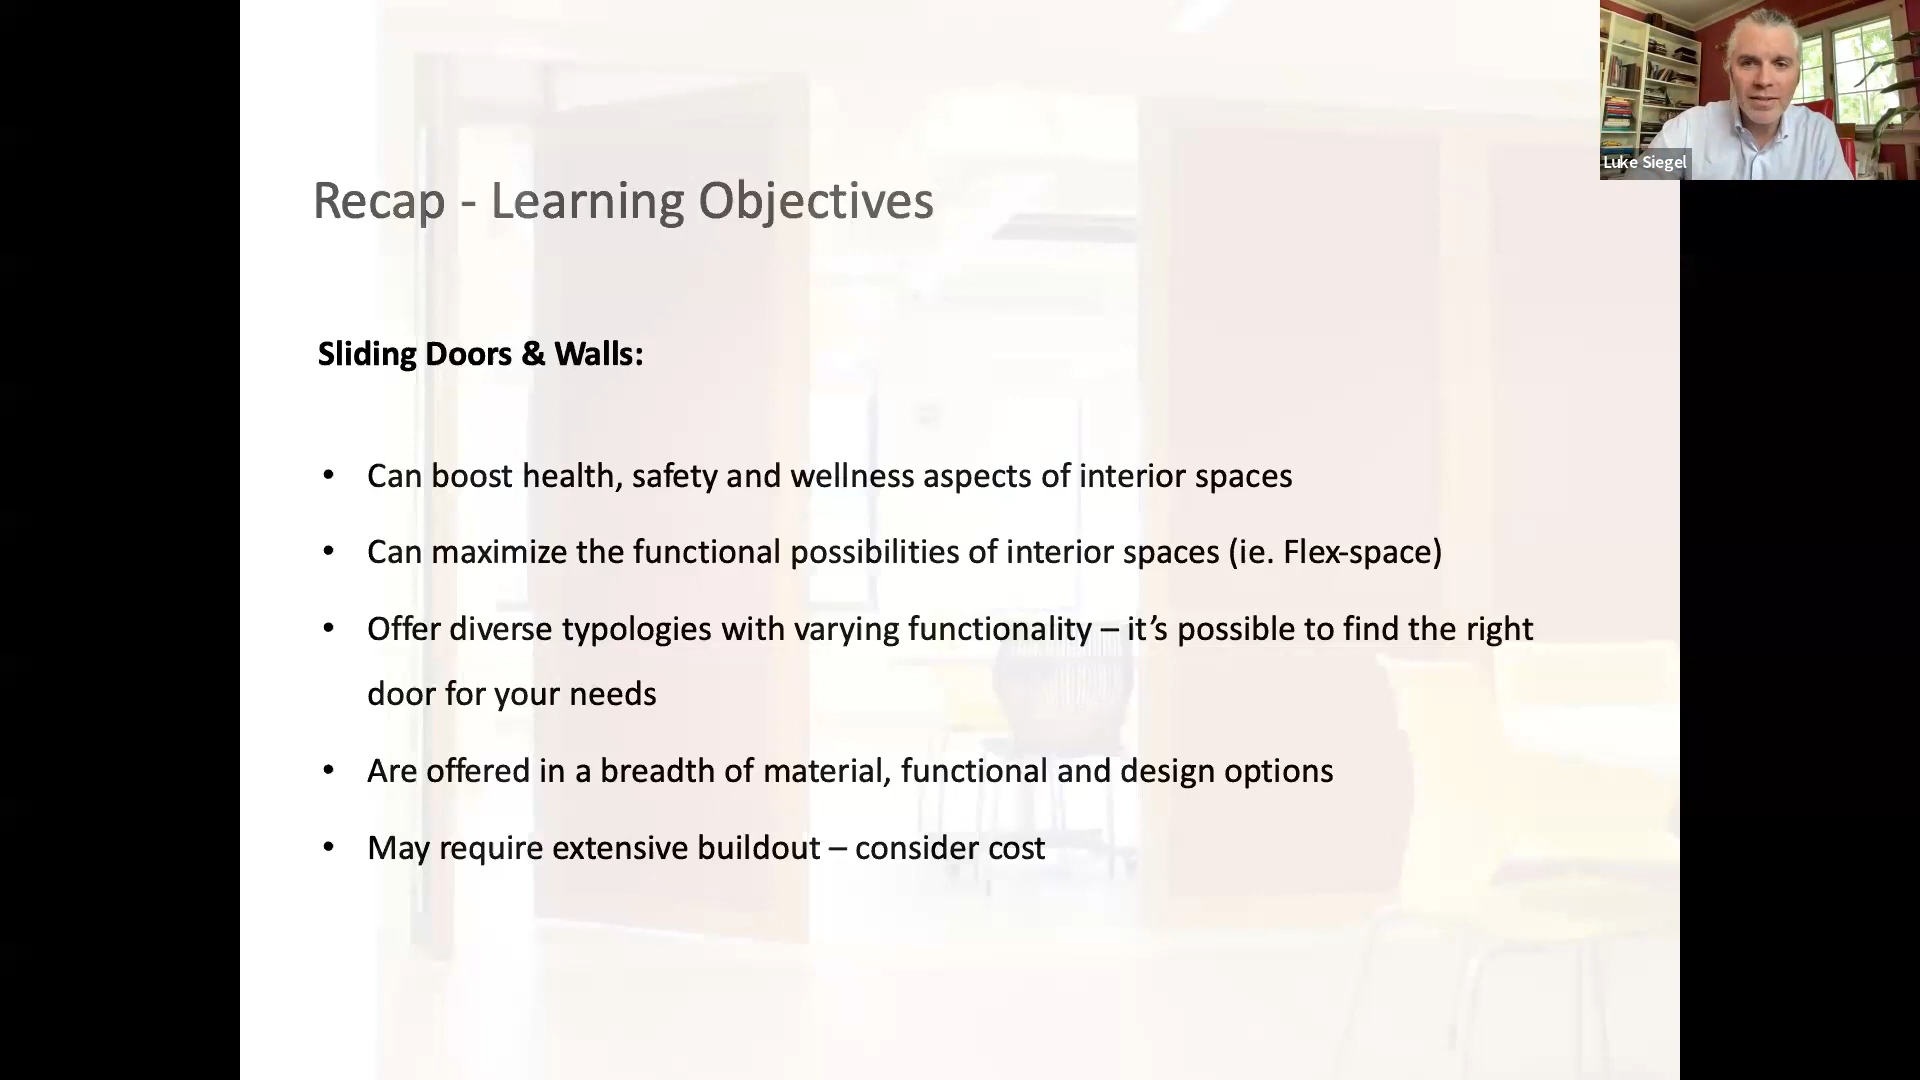 Luke Siegel
Recap - Learning Objectives
Sliding Doors & Walls:
• Can boost health, safety and wellness aspects of interior spaces
• Can maximize the functional possibilities of interior spaces (ie. Flex-space)
• Offer diverse typologies with varying functionality – it’s possible to find the right
door for your needs
• Are offered in a breadth of material, functional and design options
• May require extensive buildout – consider cost